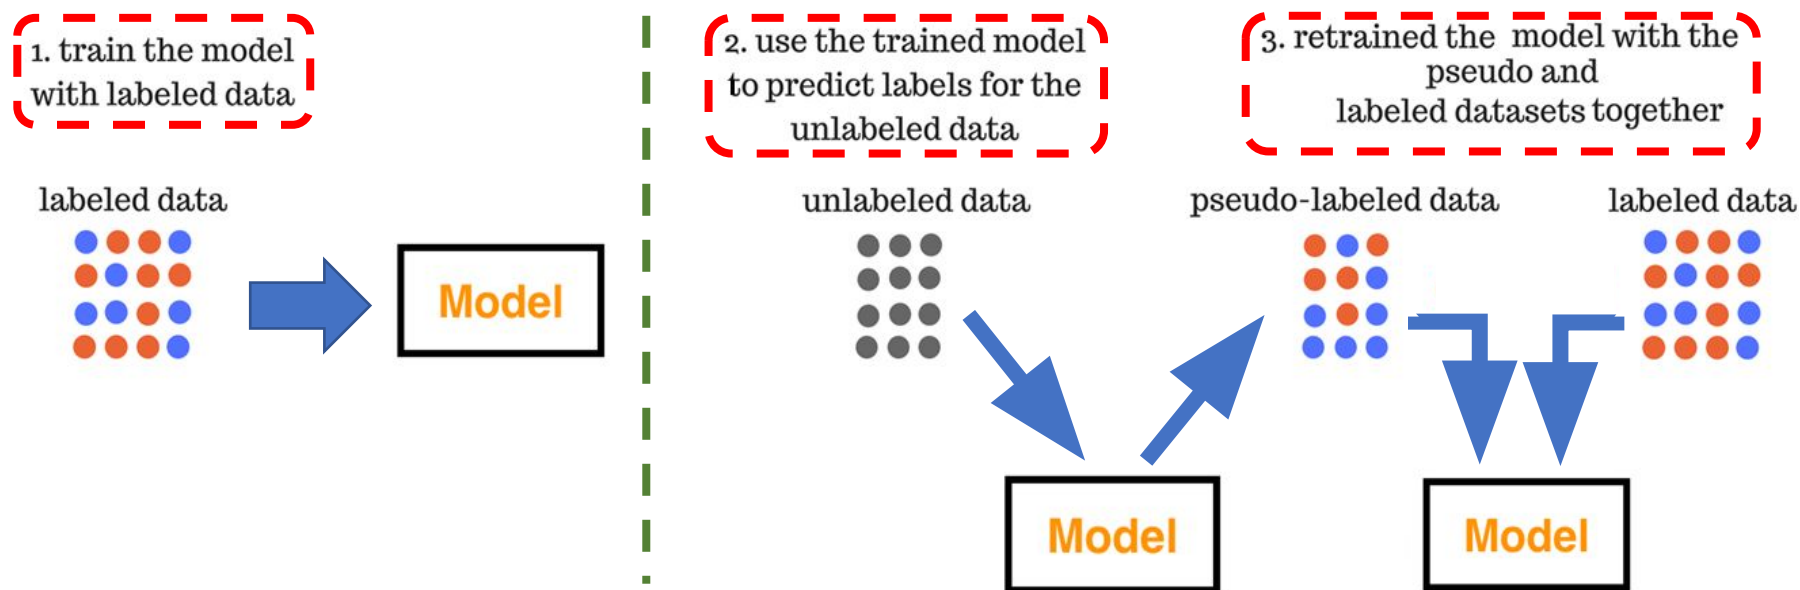 1. train the model
with labeled data
labeled data
Model
2. use the trained model
to predict labels for the
unlabeled data
unlabeled data
Model
3. retrained the model with the
pseudo and
labeled datasets together
pseudo-labeled data
labeled data
Model